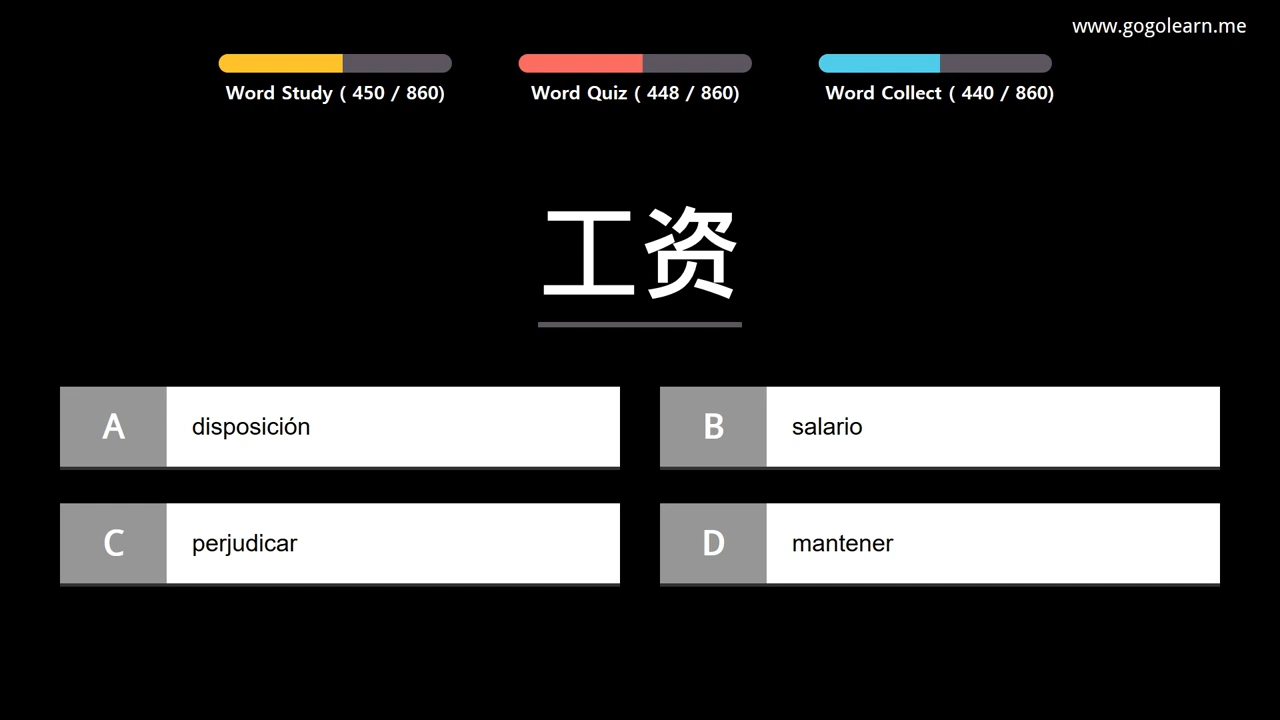 www.gogolearn.me
Word Study ( 450 / 860)
Word Quiz ( 448 / 860)
Word Collect ( 440 / 860)
工资
A disposición
B salario
C perjudicar
D mantener